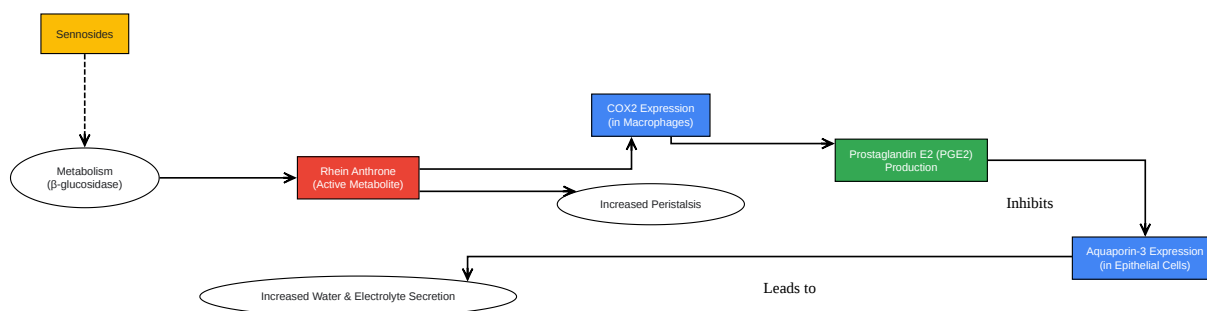 Sennosides
Metabolism
(β-glucosidase)
Rhein Anthrone
(Active Metabolite)
COX2 Expression
(in Macrophages)
Increased Peristalsis
Prostaglandin E2 (PGE2)
Production
Inhibits
Aquaporin-3 Expression
(in Epithelial Cells)
Leads to
Increased Water & Electrolyte Secretion